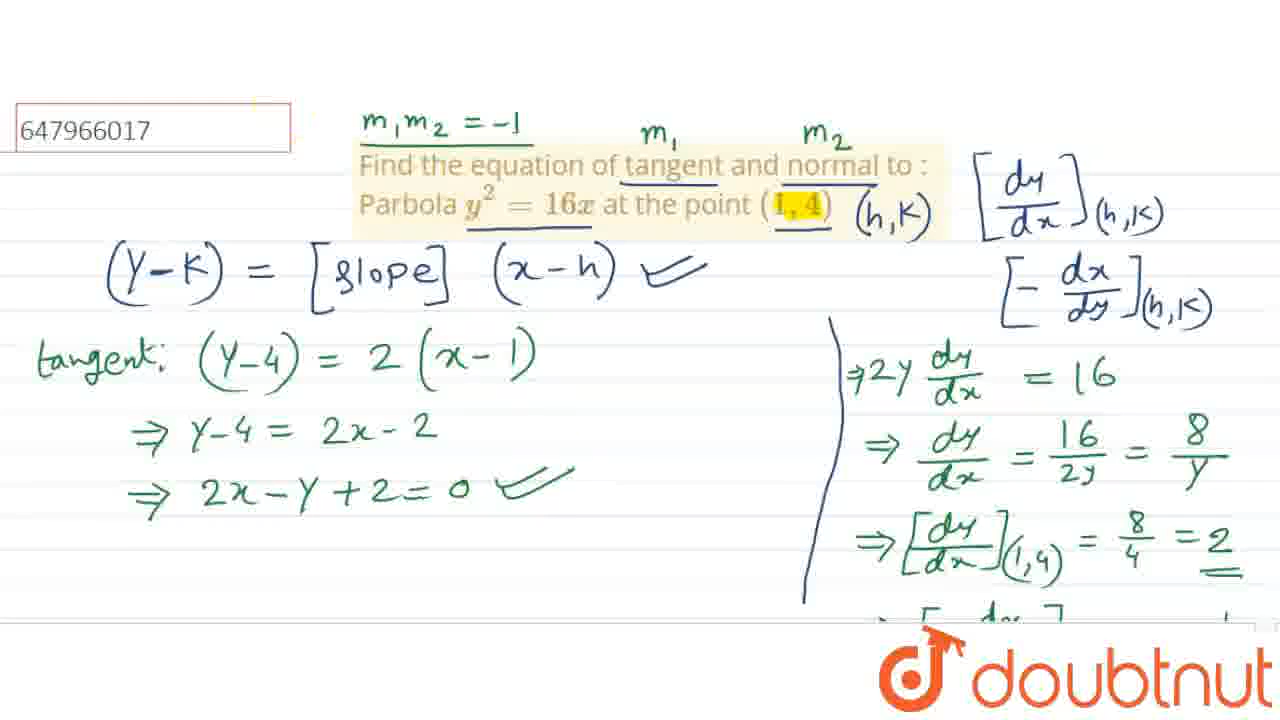 647966017
m₁m₂ = -1
m₁ m₂
Find the equation of tangent and normal to :
Parbola y² = 16x at the point (1, 4) (h,k)
[dy/dx](h,k)
[-dx/dy](h,k)
(y-k) = [slope] (x-h) ✓
tangent: (y-4) = 2(x-1)
⇒ y-4 = 2x-2
⇒ 2x-y+2=0 ✓
⇒ 2y dy/dx = 16
⇒ dy/dx = 16/2y = 8/y
⇒ [dy/dx](1,4) = 8/4 = 2
doubtnut